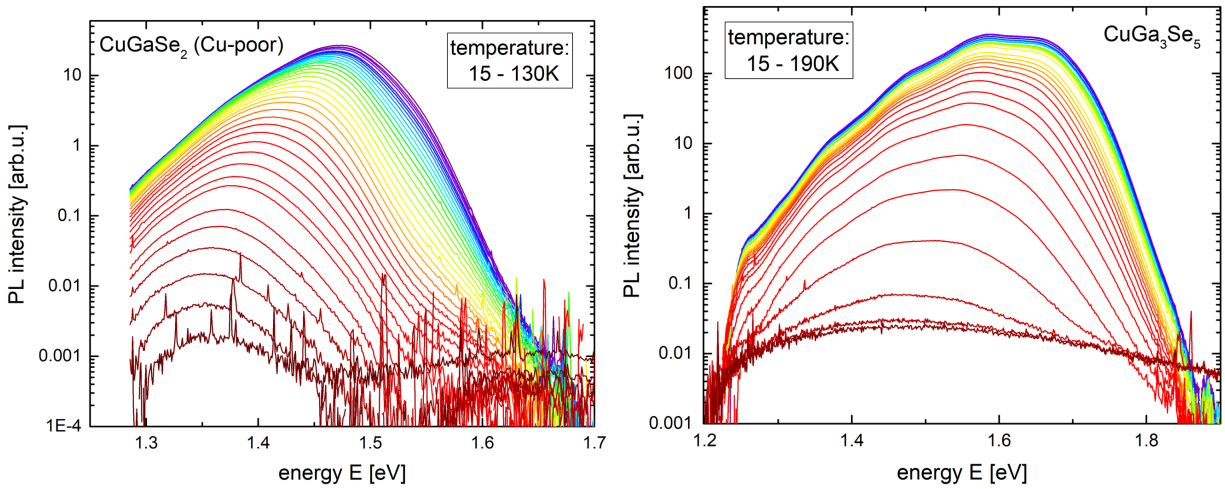 CuGaSe2 (Cu-poor)
temperature:
15 - 130K
PL intensity [arb.u.]
10
1
0.1
0.01
0.001
1E-4
1.3
1.4
1.5
1.6
1.7
energy E [eV]
temperature:
15 - 190K
CuGa3Se5
PL intensity [arb.u.]
100
10
1
0.1
0.01
0.001
1.2
1.4
1.6
1.8
energy E [eV]